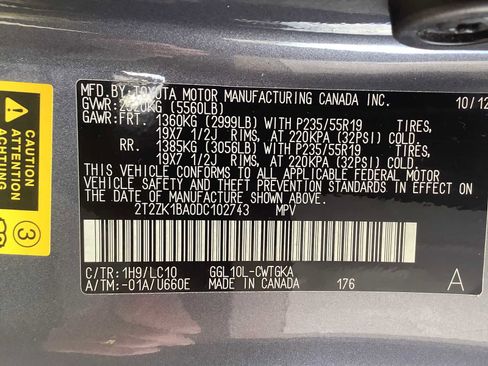 MFD. BY: TOYOTA MOTOR MANUFACTURING CANADA INC. 10/12
GVWR: 2520KG (5560LB)
GAWR: FRT. 1360KG (2999LB) WITH P235/55R19 TIRES,
19X7 1/2J RIMS, AT 220KPA (32PSI) COLD.
RR. 1385KG (3056LB) WITH P235/55R19 TIRES,
19X7 1/2J RIMS, AT 220KPA (32PSI) COLD.
THIS VEHICLE CONFORMS TO ALL APPLICABLE FEDERAL MOTOR
VEHICLE SAFETY AND THEFT PREVENTION STANDARDS IN EFFECT ON
THE DATE OF MANUFACTURE SHOWN ABOVE.
2T2ZK1BA0DC102743 MPV
C/TR: 1H9/LC10 GGL10L-CWTGKA
A/TM: -01A/U660E MADE IN CANADA 176 A
CAUTION
ATTENTION
3